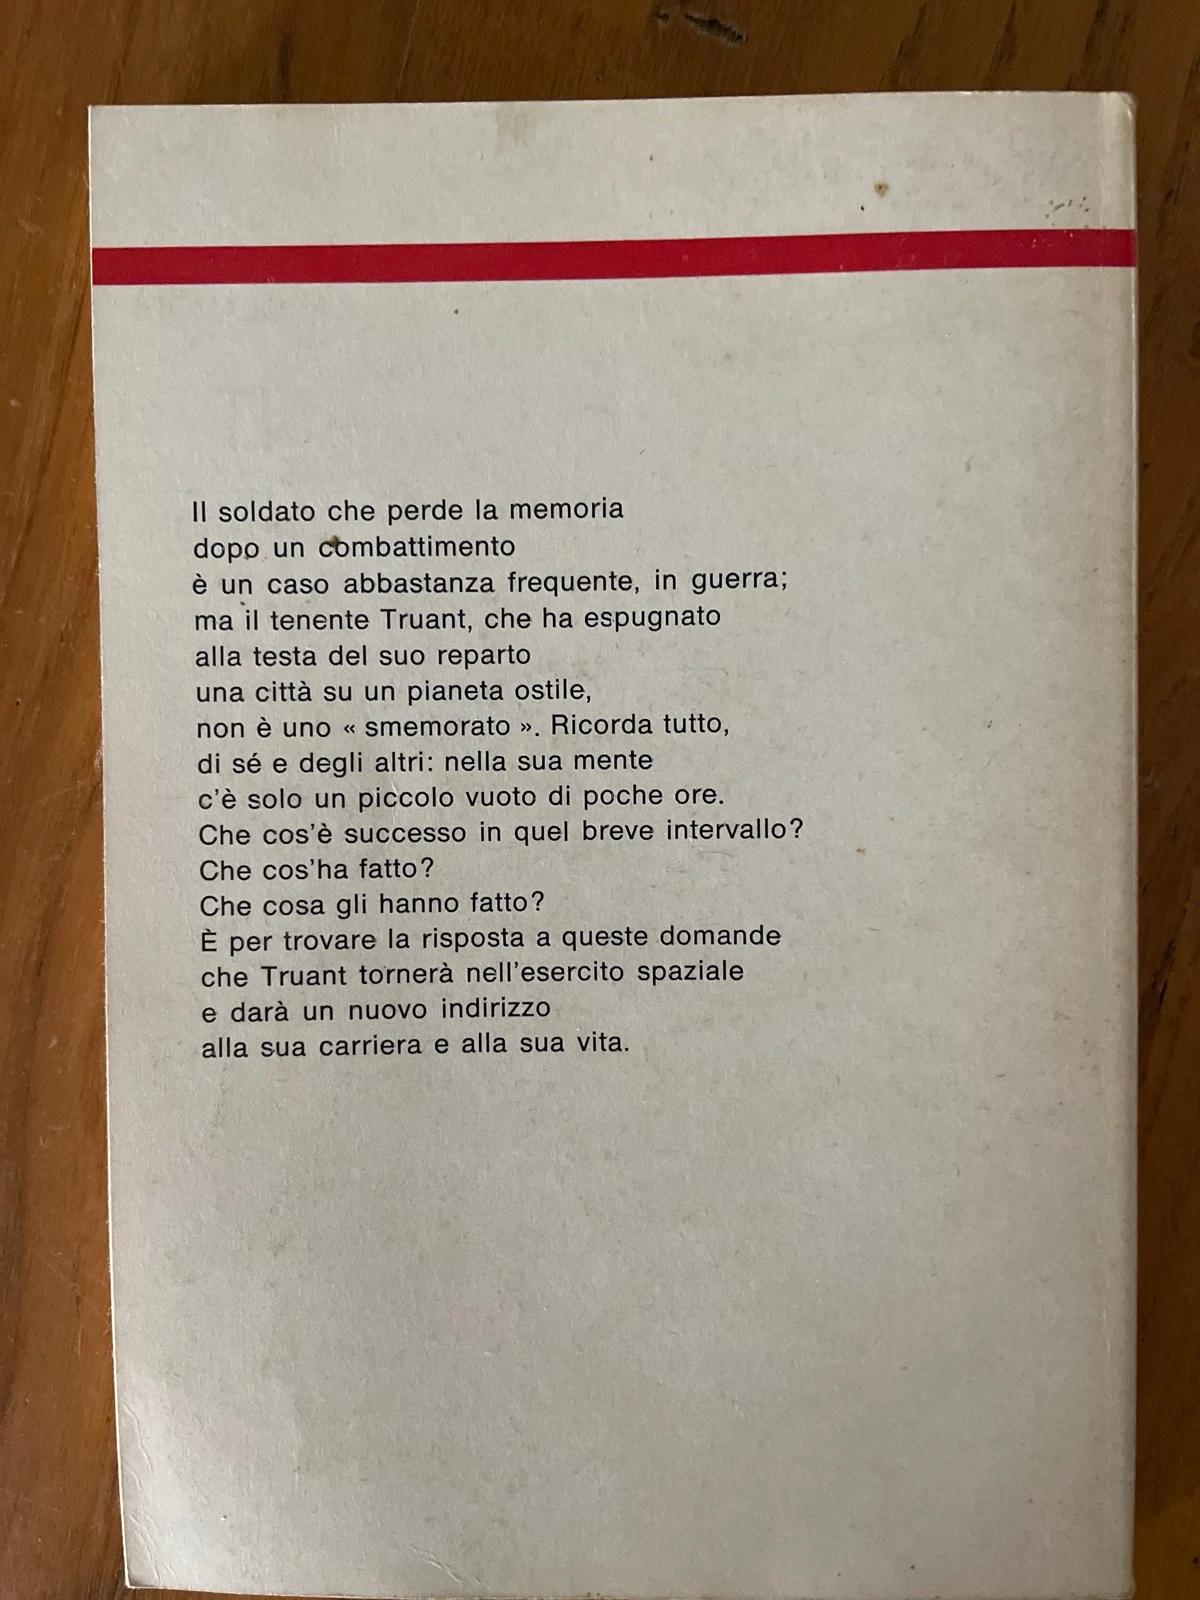 Il soldato che perde la memoria
dopo un combattimento
è un caso abbastanza frequente, in guerra;
ma il tenente Truant, che ha espugnato
alla testa del suo reparto
una città su un pianeta ostile,
non è uno « smemorato ». Ricorda tutto,
di sé e degli altri: nella sua mente
c'è solo un piccolo vuoto di poche ore.
Che cos'è successo in quel breve intervallo?
Che cos'ha fatto?
Che cosa gli hanno fatto?
È per trovare la risposta a queste domande
che Truant tornerà nell'esercito spaziale
e darà un nuovo indirizzo
alla sua carriera e alla sua vita.